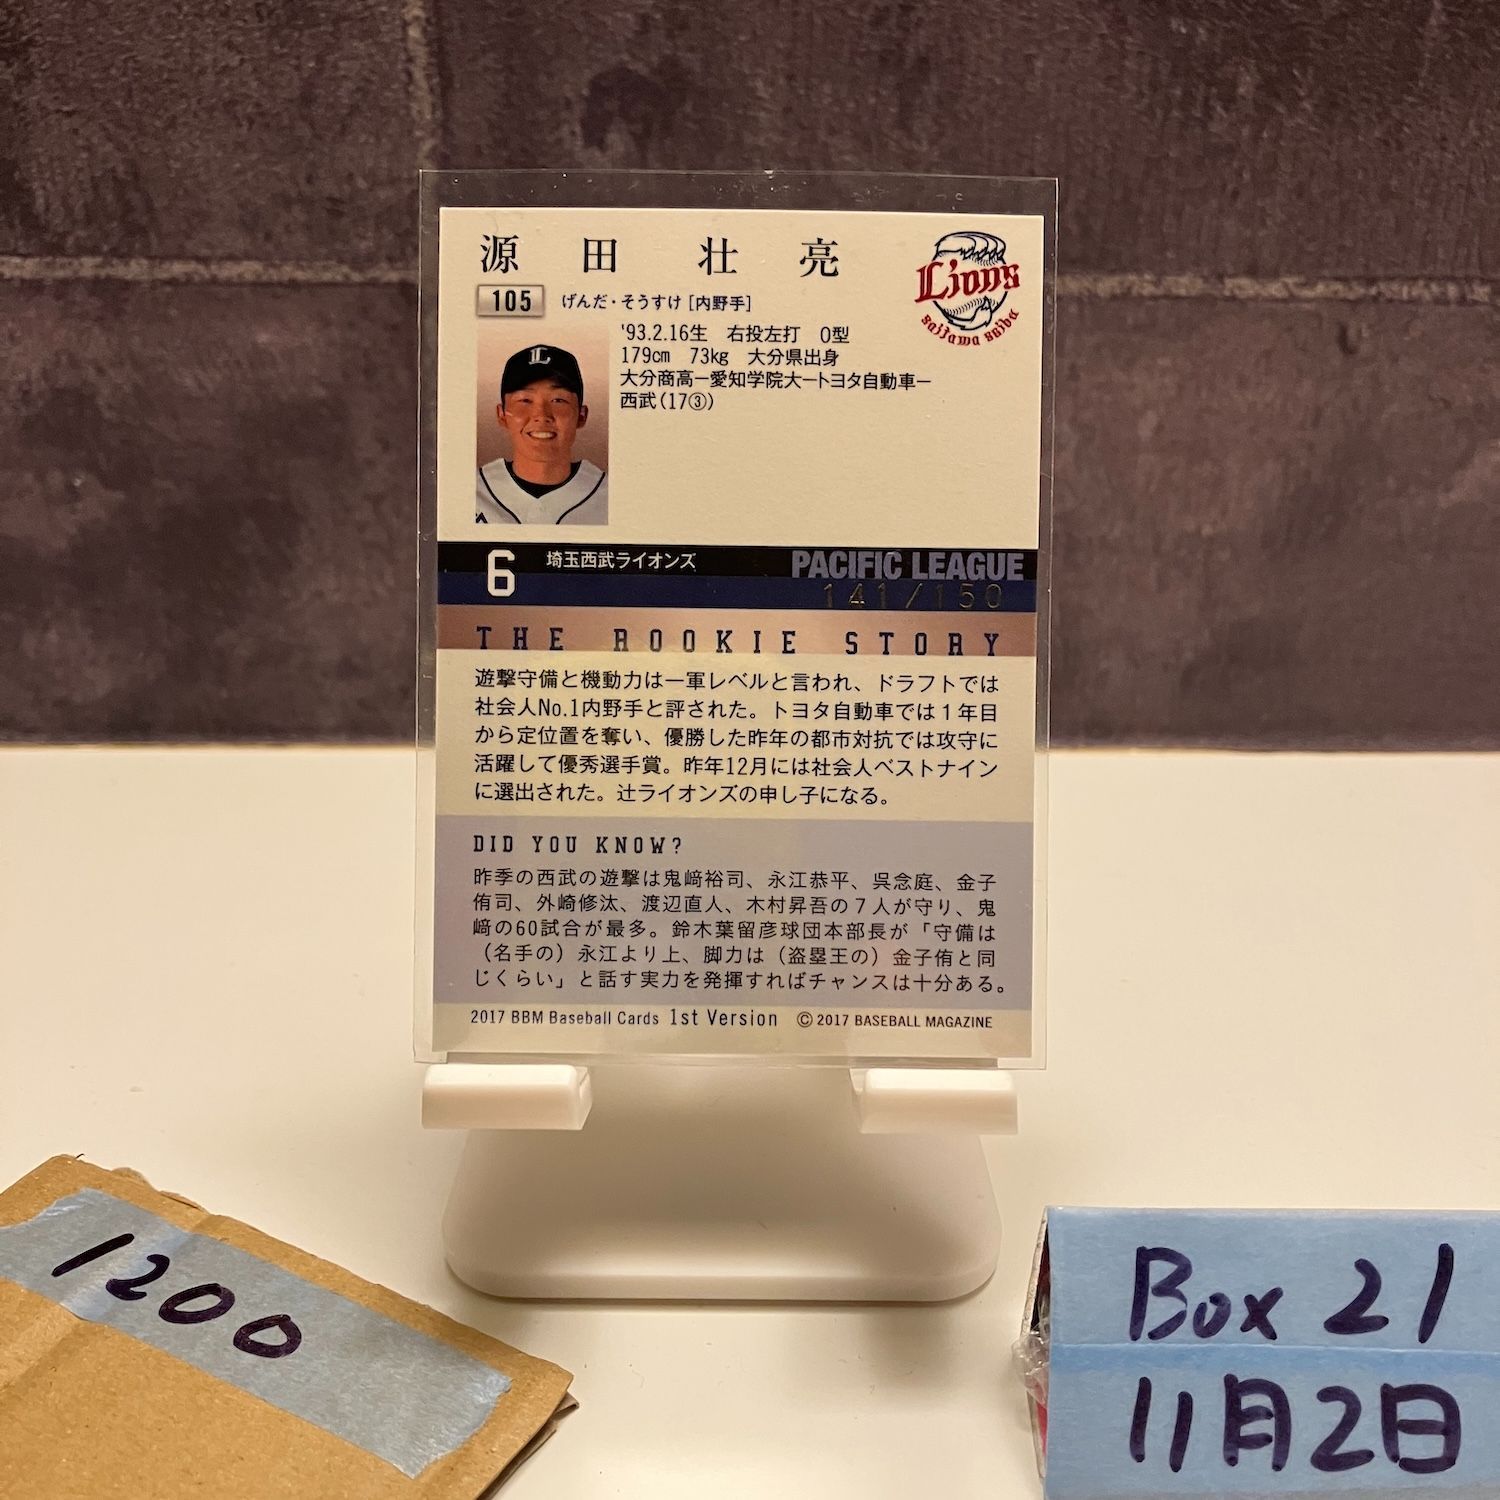 源田壮亮
Lions
Saitama Seibu
105 げんだ・そうすけ [内野手]
'93.2.16生 右投左打 O型
179cm 73kg 大分県出身
大分商高ー愛知学院大ートヨタ自動車ー
西武(17③)
6 埼玉西武ライオンズ PACIFIC LEAGUE
141/150
THE ROOKIE STORY
遊撃守備と機動力は一軍レベルと言われ、ドラフトでは
社会人No.1内野手と評された。トヨタ自動車では1年目
から定位置を奪い、優勝した昨年の都市対抗では攻守に
活躍して優秀選手賞。昨年12月には社会人ベストナイン
に選出された。辻ライオンズの申し子になる。
DID YOU KNOW?
昨季の西武の遊撃は鬼﨑裕司、永江恭平、呉念庭、金子
侑司、外崎修汰、渡辺直人、木村昇吾の7人が守り、鬼
﨑の60試合が最多。鈴木葉留彦球団本部長が「守備は
(名手の)永江より上、脚力は(盗塁王の)金子侑と同
じくらい」と話す実力を発揮すればチャンスは十分ある。
2017 BBM Baseball Cards 1st Version © 2017 BASEBALL MAGAZINE
1200
Box 21
11月2日